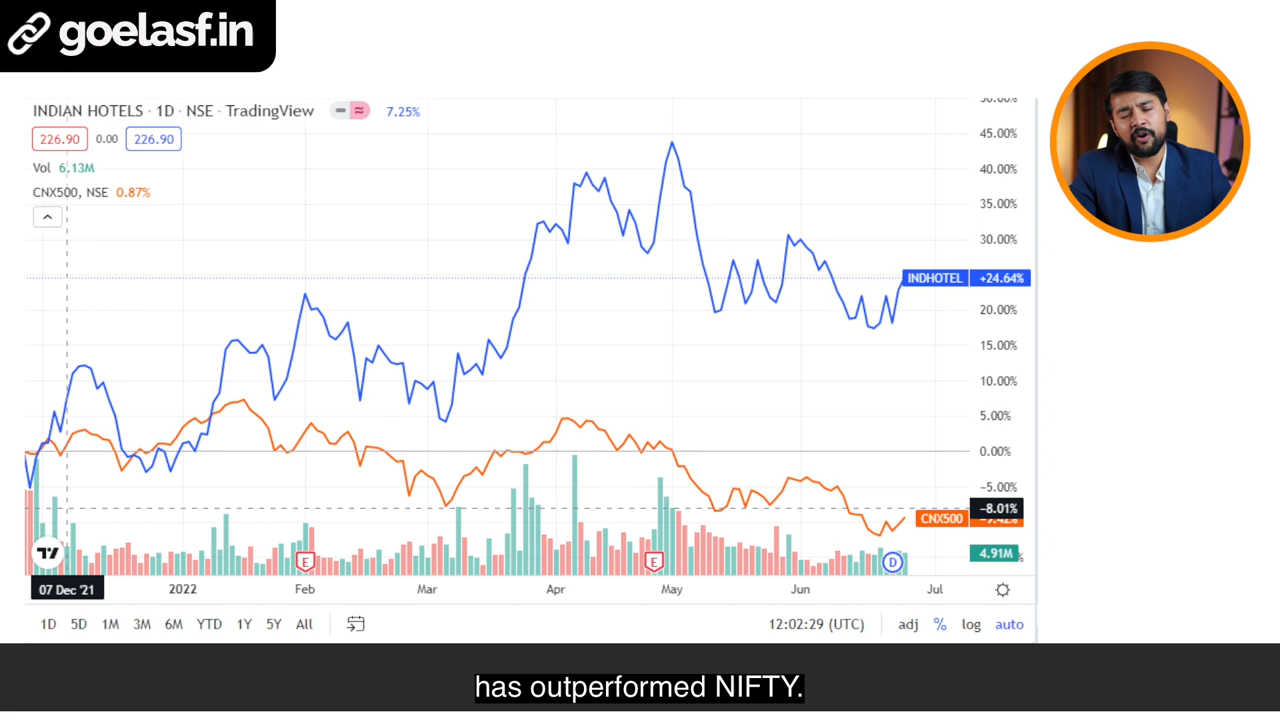 goelasf.in
INDIAN HOTELS · 1D · NSE · TradingView 7.25%
226.90 0.00 226.90
Vol 6.13M
CNX500, NSE 0.87%
50.00%
45.00%
40.00%
35.00%
30.00%
INDHOTEL +24.64%
20.00%
15.00%
10.00%
5.00%
0.00%
−5.00%
−8.01%
CNX500 −9.42%
4.91M %
E E D
07 Dec '21 2022 Feb Mar Apr May Jun Jul
1D 5D 1M 3M 6M YTD 1Y 5Y All 12:02:29 (UTC) adj % log auto
has outperformed NIFTY.